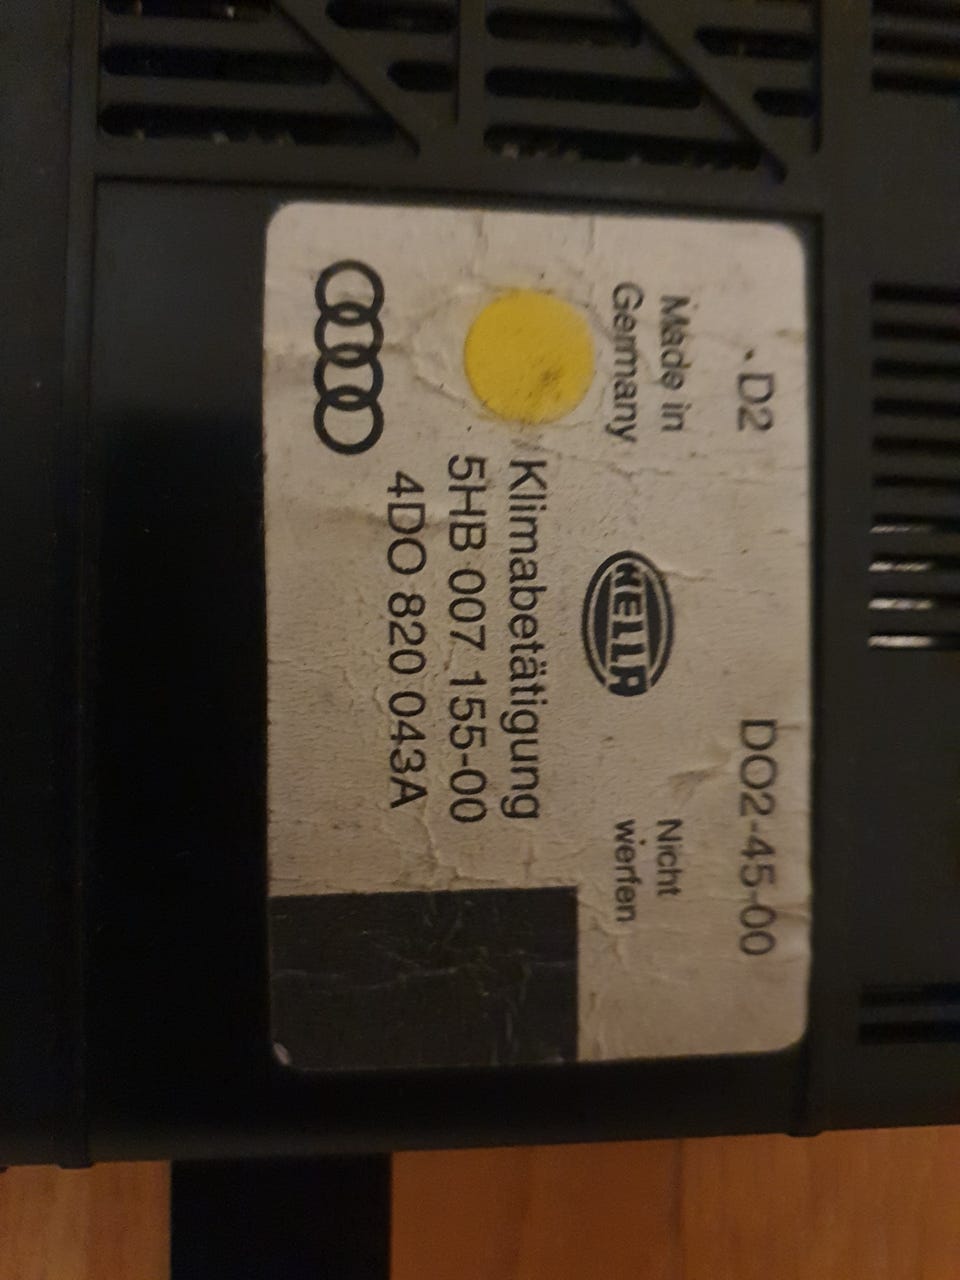 .D2 DO2-45-00
Made in
Germany
HELLA
Nicht
werfen
Klimabetätigung
5HB 007 155-00
4DO 820 043A